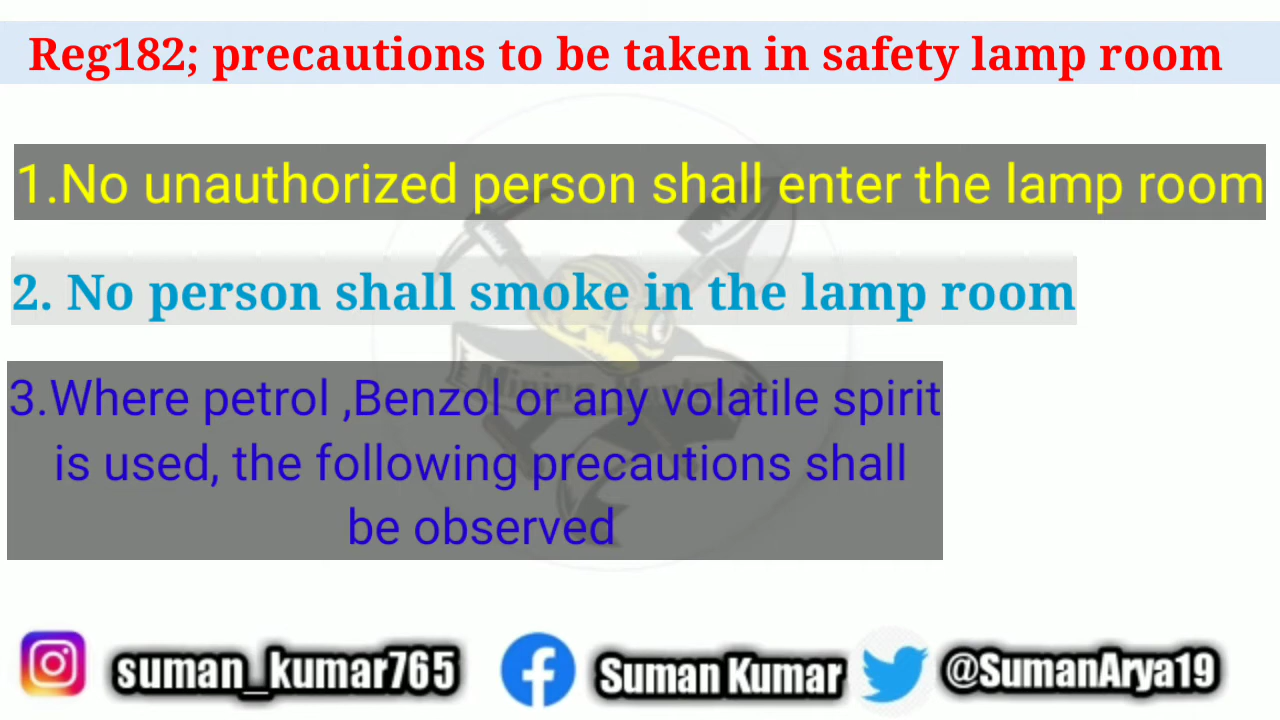 Reg182; precautions to be taken in safety lamp room
1.No unauthorized person shall enter the lamp room
2. No person shall smoke in the lamp room
3.Where petrol ,Benzol or any volatile spirit
is used, the following precautions shall
be observed
suman_kumar765
Suman Kumar
@SumanArya19